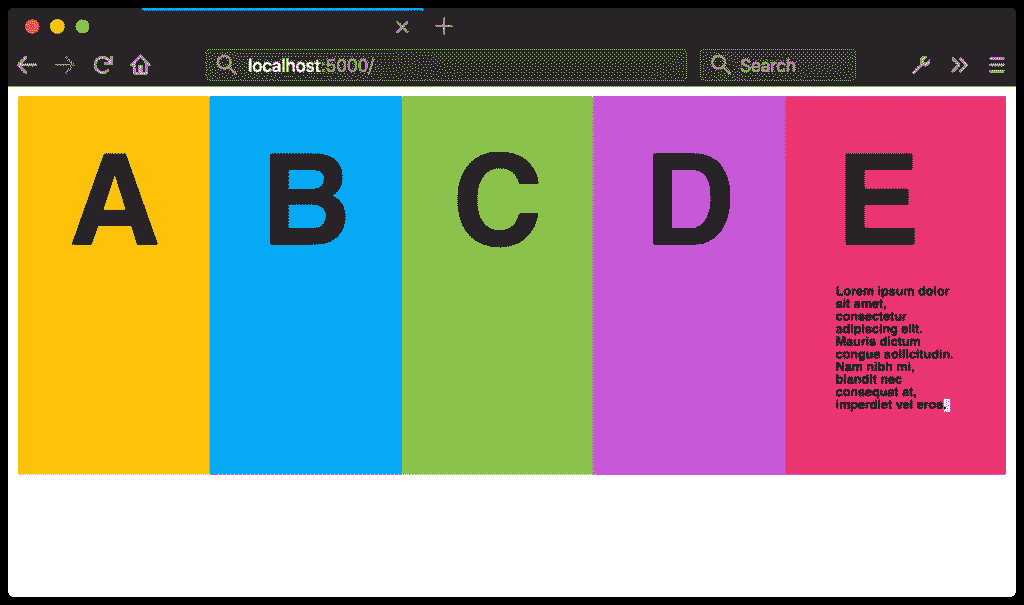 localhost:5000/
Search
A
B
C
D
E
Lorem ipsum dolor
sit amet,
consectetur
adipiscing elit.
Mauris dictum
congue sollicitudin.
Nam nibh mi,
blandit nec
consequat at,
imperdiet vel eros.